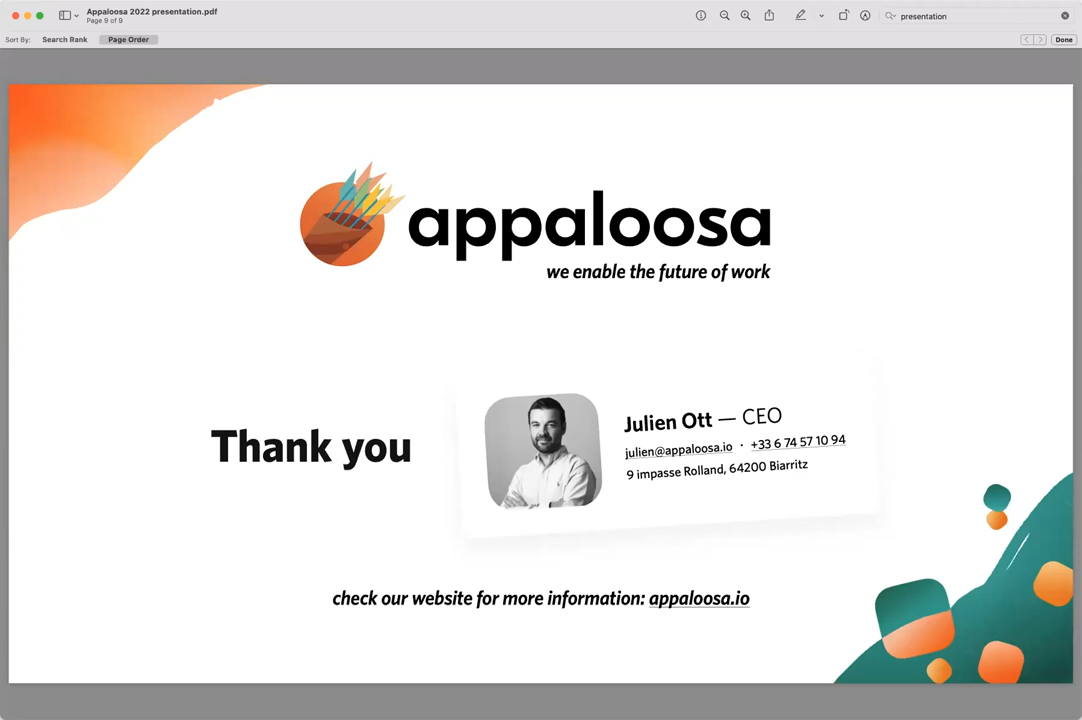 Appaloosa 2022 presentation.pdf
Page 9 of 9
presentation
Sort By: Search Rank Page Order
Done
appaloosa
we enable the future of work
Thank you
Julien Ott — CEO
julien@appaloosa.io · +33 6 74 57 10 94
9 impasse Rolland, 64200 Biarritz
check our website for more information: appaloosa.io